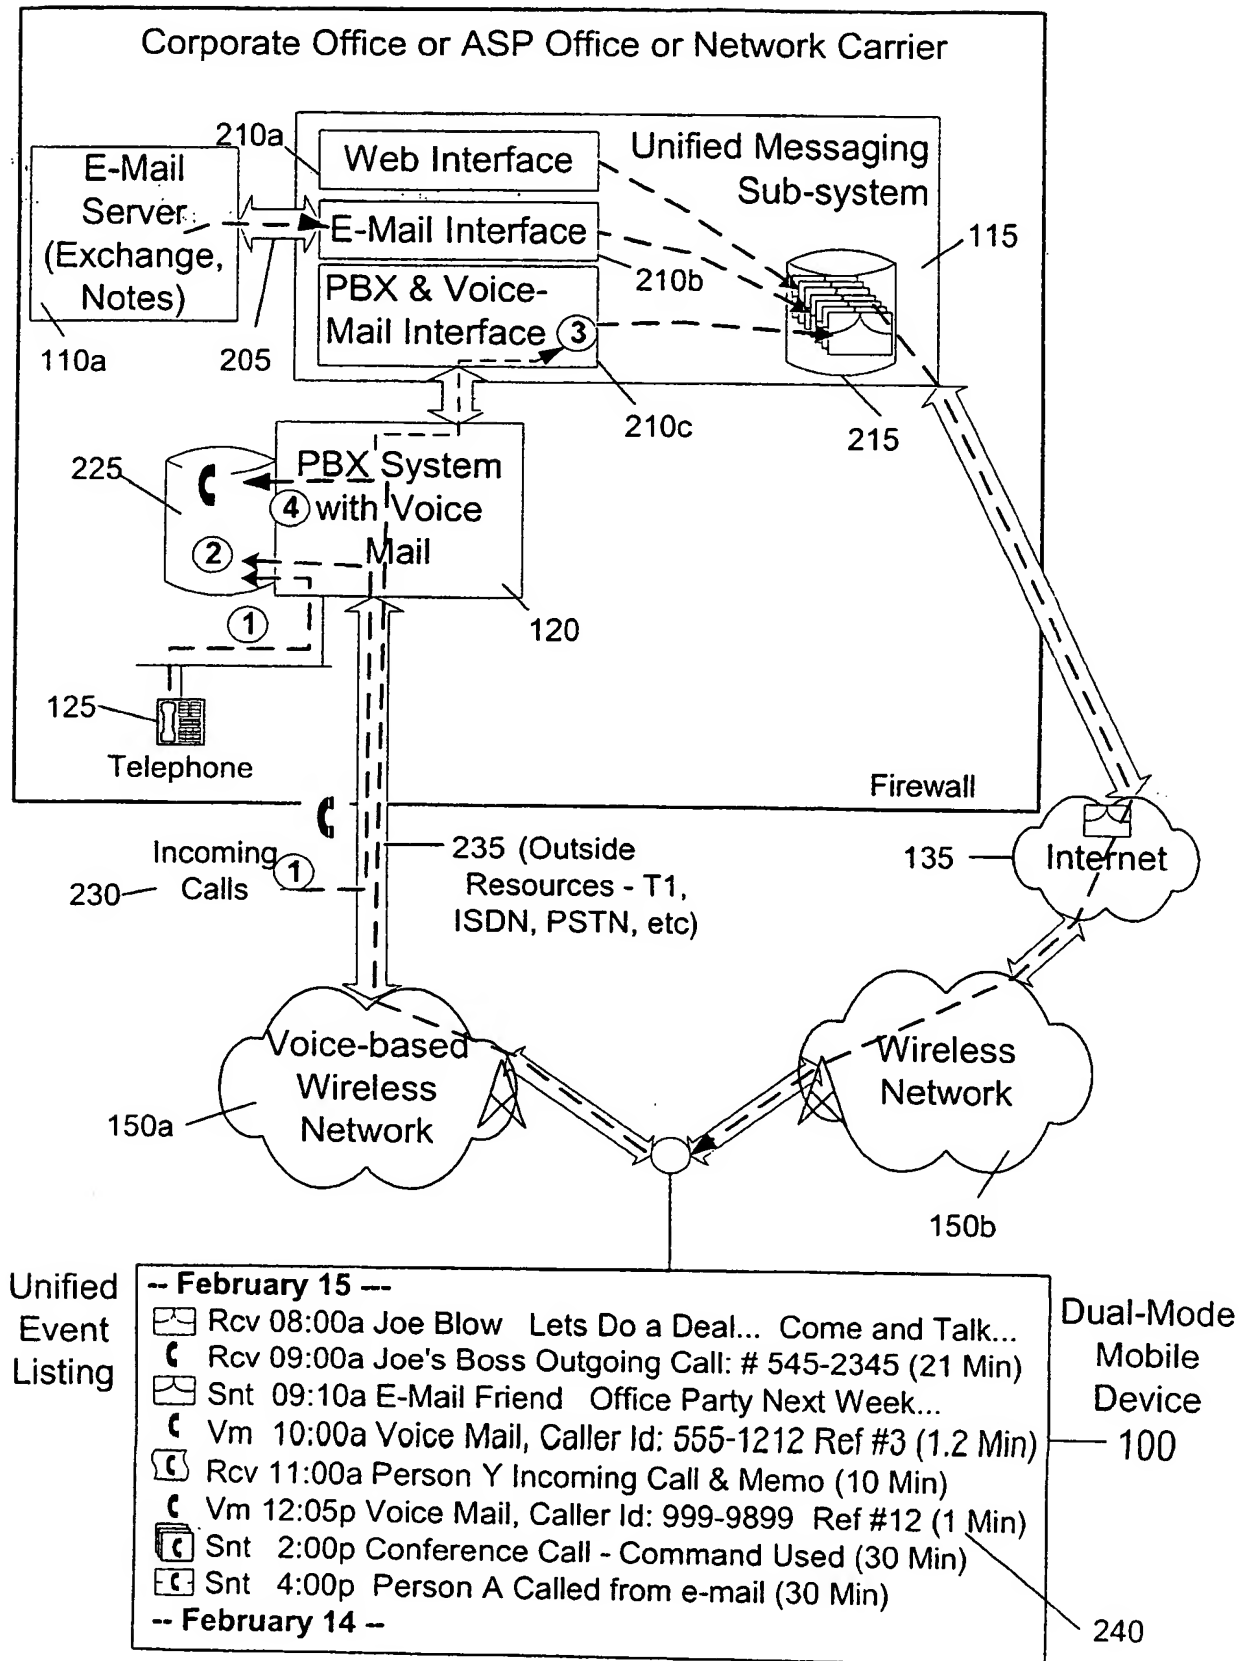 Corporate Office or ASP Office or Network Carrier
210a
Web Interface
Unified Messaging
Sub-system
E-Mail
Server
(Exchange,
Notes)
E-Mail Interface
115
210b
PBX & Voice-
Mail Interface
3
110a
205
210c
215
225
PBX System
with Voice
Mail
4
2
1
120
125
Telephone
Firewall
Incoming
Calls
1
230
235 (Outside
Resources - T1,
ISDN, PSTN, etc)
135
Internet
Voice-based
Wireless
Network
150a
Wireless
Network
150b
Unified
Event
Listing
-- February 15 ---
Rcv 08:00a Joe Blow Lets Do a Deal... Come and Talk...
Rcv 09:00a Joe's Boss Outgoing Call: # 545-2345 (21 Min)
Snt 09:10a E-Mail Friend Office Party Next Week...
Vm 10:00a Voice Mail, Caller Id: 555-1212 Ref #3 (1.2 Min)
Rcv 11:00a Person Y Incoming Call & Memo (10 Min)
Vm 12:05p Voice Mail, Caller Id: 999-9899 Ref #12 (1 Min)
Snt 2:00p Conference Call - Command Used (30 Min)
Snt 4:00p Person A Called from e-mail (30 Min)
-- February 14 --
Dual-Mode
Mobile
Device
100
240